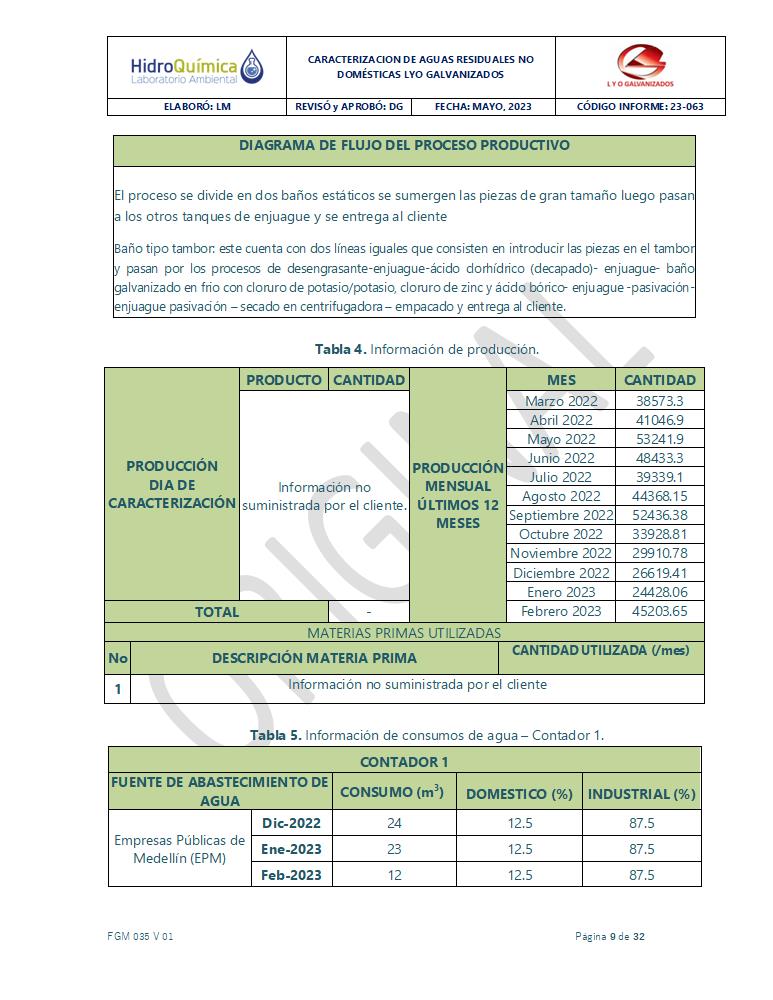 HidroQuímica
Laboratorio Ambiental
CARACTERIZACION DE AGUAS RESIDUALES NO
DOMÉSTICAS LYO GALVANIZADOS
L Y O GALVANIZADOS
ELABORÓ: LM
REVISÓ y APROBÓ: DG
FECHA: MAYO, 2023
CÓDIGO INFORME: 23-063
DIAGRAMA DE FLUJO DEL PROCESO PRODUCTIVO
El proceso se divide en dos baños estáticos se sumergen las piezas de gran tamaño luego pasan
a los otros tanques de enjuague y se entrega al cliente
Baño tipo tambor: este cuenta con dos líneas iguales que consisten en introducir las piezas en el tambor
y pasan por los procesos de desengrasante-enjuague-ácido clorhídrico (decapado)- enjuague- baño
galvanizado en frio con cloruro de potasio/potasio, cloruro de zinc y ácido bórico- enjuague -pasivación-
enjuague pasivación – secado en centrifugadora – empacado y entrega al cliente.
Tabla 4. Información de producción.
PRODUCCIÓN
DIA DE
CARACTERIZACIÓN
PRODUCTO CANTIDAD
Información no
suministrada por el cliente.
PRODUCCIÓN
MENSUAL
ÚLTIMOS 12
MESES
MES CANTIDAD
Marzo 2022 38573.3
Abril 2022 41046.9
Mayo 2022 53241.9
Junio 2022 48433.3
Julio 2022 39339.1
Agosto 2022 44368.15
Septiembre 2022 52436.38
Octubre 2022 33928.81
Noviembre 2022 29910.78
Diciembre 2022 26619.41
Enero 2023 24428.06
Febrero 2023 45203.65
TOTAL -
MATERIAS PRIMAS UTILIZADAS
No DESCRIPCIÓN MATERIA PRIMA CANTIDAD UTILIZADA (/mes)
1 Información no suministrada por el cliente
Tabla 5. Información de consumos de agua – Contador 1.
CONTADOR 1
FUENTE DE ABASTECIMIENTO DE
AGUA
CONSUMO (m³) DOMESTICO (%) INDUSTRIAL (%)
Empresas Públicas de
Medellín (EPM)
Dic-2022 24 12.5 87.5
Ene-2023 23 12.5 87.5
Feb-2023 12 12.5 87.5
ORIGINAL
FGM 035 V 01
Página 9 de 32